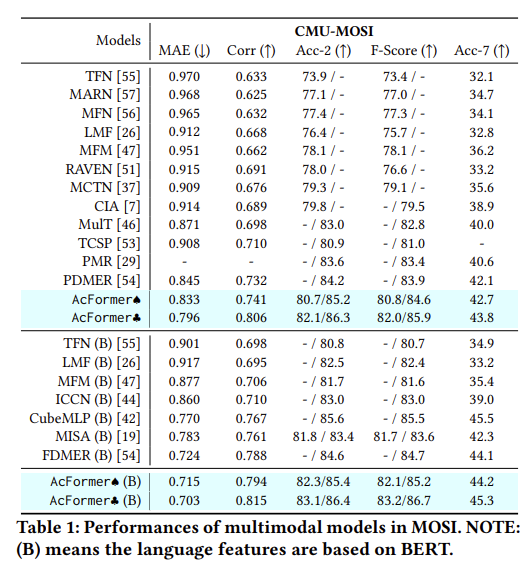 Models CMU-MOSI
MAE (↓) Corr (↑) Acc-2 (↑) F-Score (↑) Acc-7 (↑)
TFN [55] 0.970 0.633 73.9 / - 73.4 / - 32.1
MARN [57] 0.968 0.625 77.1 / - 77.0 / - 34.7
MFN [56] 0.965 0.632 77.4 / - 77.3 / - 34.1
LMF [26] 0.912 0.668 76.4 / - 75.7 / - 32.8
MFM [47] 0.951 0.662 78.1 / - 78.1 / - 36.2
RAVEN [51] 0.915 0.691 78.0 / - 76.6 / - 33.2
MCTN [37] 0.909 0.676 79.3 / - 79.1 / - 35.6
CIA [7] 0.914 0.689 79.8 / - - / 79.5 38.9
MulT [46] 0.871 0.698 - / 83.0 - / 82.8 40.0
TCSP [53] 0.908 0.710 - / 80.9 - / 81.0 -
PMR [29] - - - / 83.6 - / 83.4 40.6
PDMER [54] 0.845 0.732 - / 84.2 - / 83.9 42.1
AcFormer♠ 0.833 0.741 80.7/85.2 80.8/84.6 42.7
AcFormer♣ 0.796 0.806 82.1/86.3 82.0/85.9 43.8
TFN (B) [55] 0.901 0.698 - / 80.8 - / 80.7 34.9
LMF (B) [26] 0.917 0.695 - / 82.5 - / 82.4 33.2
MFM (B) [47] 0.877 0.706 - / 81.7 - / 81.6 35.4
ICCN (B) [44] 0.860 0.710 - / 83.0 - / 83.0 39.0
CubeMLP (B) [42] 0.770 0.767 - / 85.6 - / 85.5 45.5
MISA (B) [19] 0.783 0.761 81.8 / 83.4 81.7 / 83.6 42.3
FDMER (B) [54] 0.724 0.788 - / 84.6 - / 84.7 44.1
AcFormer♠ (B) 0.715 0.794 82.3/85.4 82.1/85.2 44.2
AcFormer♣ (B) 0.703 0.815 83.1/86.4 83.2/86.7 45.3
Table 1: Performances of multimodal models in MOSI. NOTE:
(B) means the language features are based on BERT.